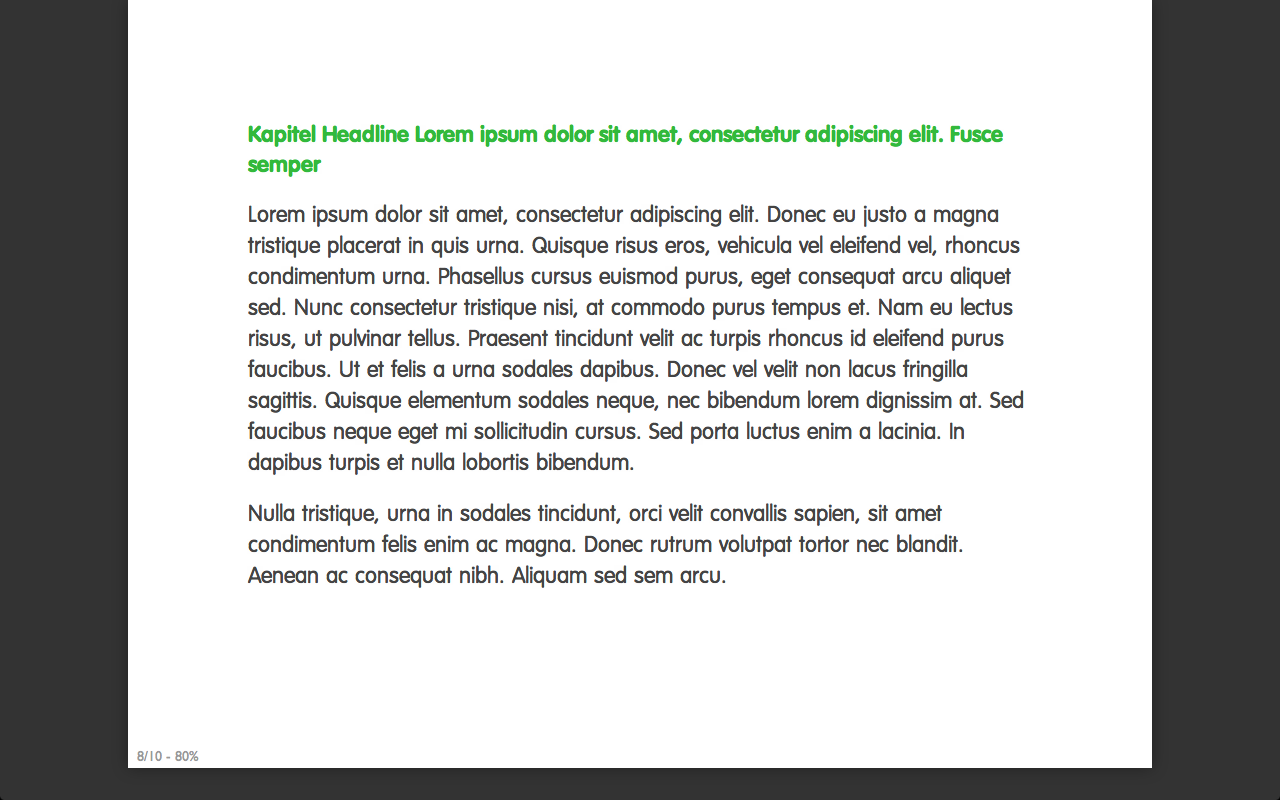 Kapitel Headline Lorem ipsum dolor sit amet, consectetur adipiscing elit. Fusce
semper
Lorem ipsum dolor sit amet, consectetur adipiscing elit. Donec eu justo a magna
tristique placerat in quis urna. Quisque risus eros, vehicula vel eleifend vel, rhoncus
condimentum urna. Phasellus cursus euismod purus, eget consequat arcu aliquet
sed. Nunc consectetur tristique nisi, at commodo purus tempus et. Nam eu lectus
risus, ut pulvinar tellus. Praesent tincidunt velit ac turpis rhoncus id eleifend purus
faucibus. Ut et felis a urna sodales dapibus. Donec vel velit non lacus fringilla
sagittis. Quisque elementum sodales neque, nec bibendum lorem dignissim at. Sed
faucibus neque eget mi sollicitudin cursus. Sed porta luctus enim a lacinia. In
dapibus turpis et nulla lobortis bibendum.
Nulla tristique, urna in sodales tincidunt, orci velit convallis sapien, sit amet
condimentum felis enim ac magna. Donec rutrum volutpat tortor nec blandit.
Aenean ac consequat nibh. Aliquam sed sem arcu.
8/10 - 80%